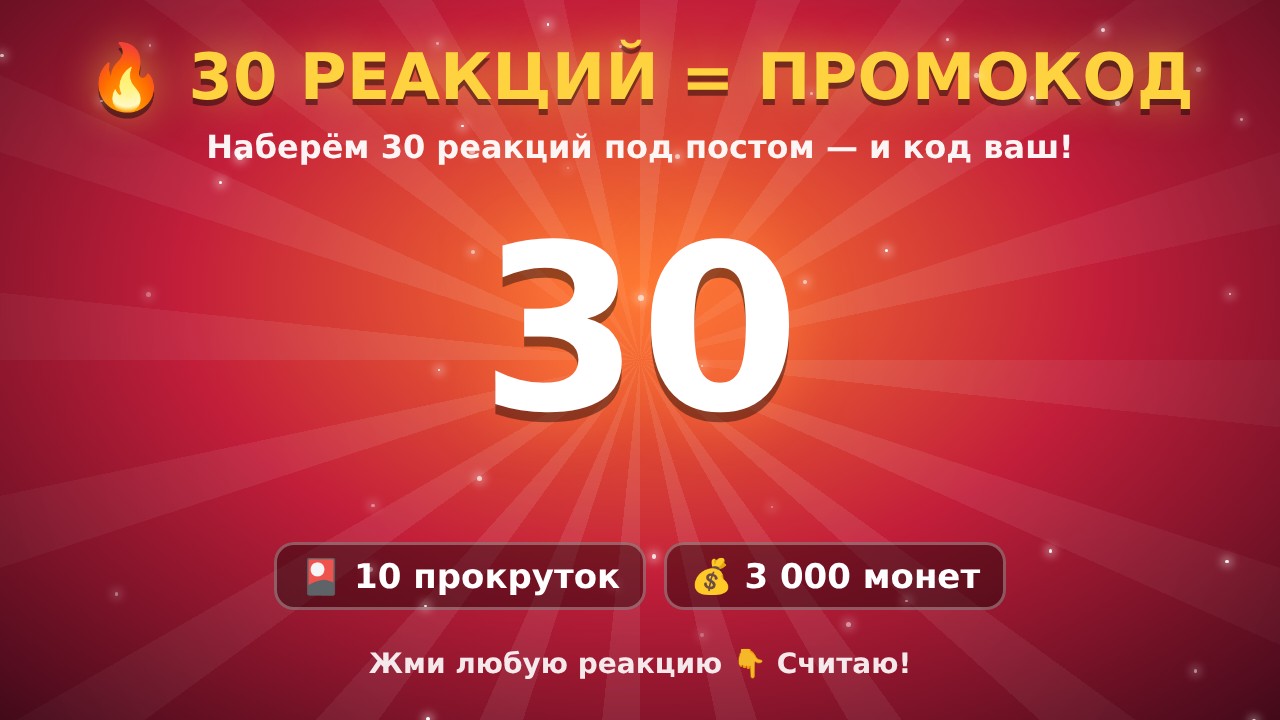 🔥 30 РЕАКЦИЙ = ПРОМОКОД
Наберём 30 реакций под постом — и код ваш!
30
🎴 10 прокруток
💰 3 000 монет
Жми любую реакцию 👇 Считаю!